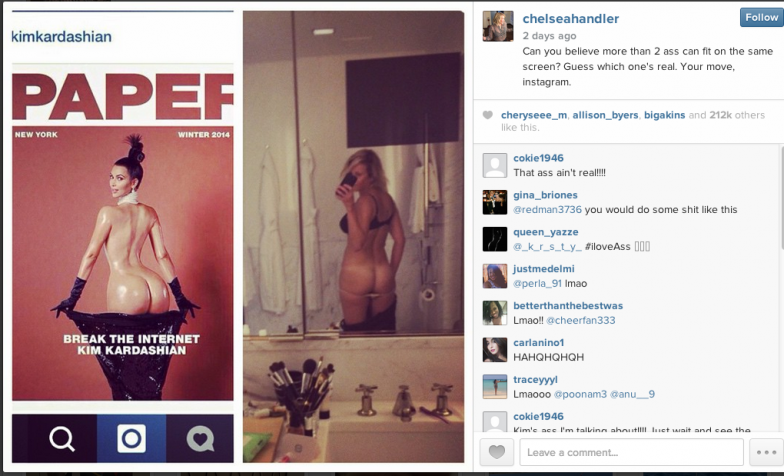 kimkardashian
PAPER
NEW YORK
WINTER 2014
BREAK THE INTERNET
KIM KARDASHIAN
chelseahandler
Follow
2 days ago
Can you believe more than 2 ass can fit on the same
screen? Guess which one's real. Your move,
instagram.
cheryseee_m, allison_byers, bigakins and 212k others
like this.
cokie1946
That ass ain't real!!!!
gina_briones
@redman3736 you would do some shit like this
queen_yazze
@_k_r_s_t_y_ #iloveAss
justmedelmi
@perla_91 lmao
betterthanthebestwas
Lmao!! @cheerfan333
carlanino1
HAHQHQHQH
traceyyyl
Lmaooo @poonam3 @anu__9
cokie1946
Kim's ass I'm talking about!!!! Just wait and see the
Leave a comment...